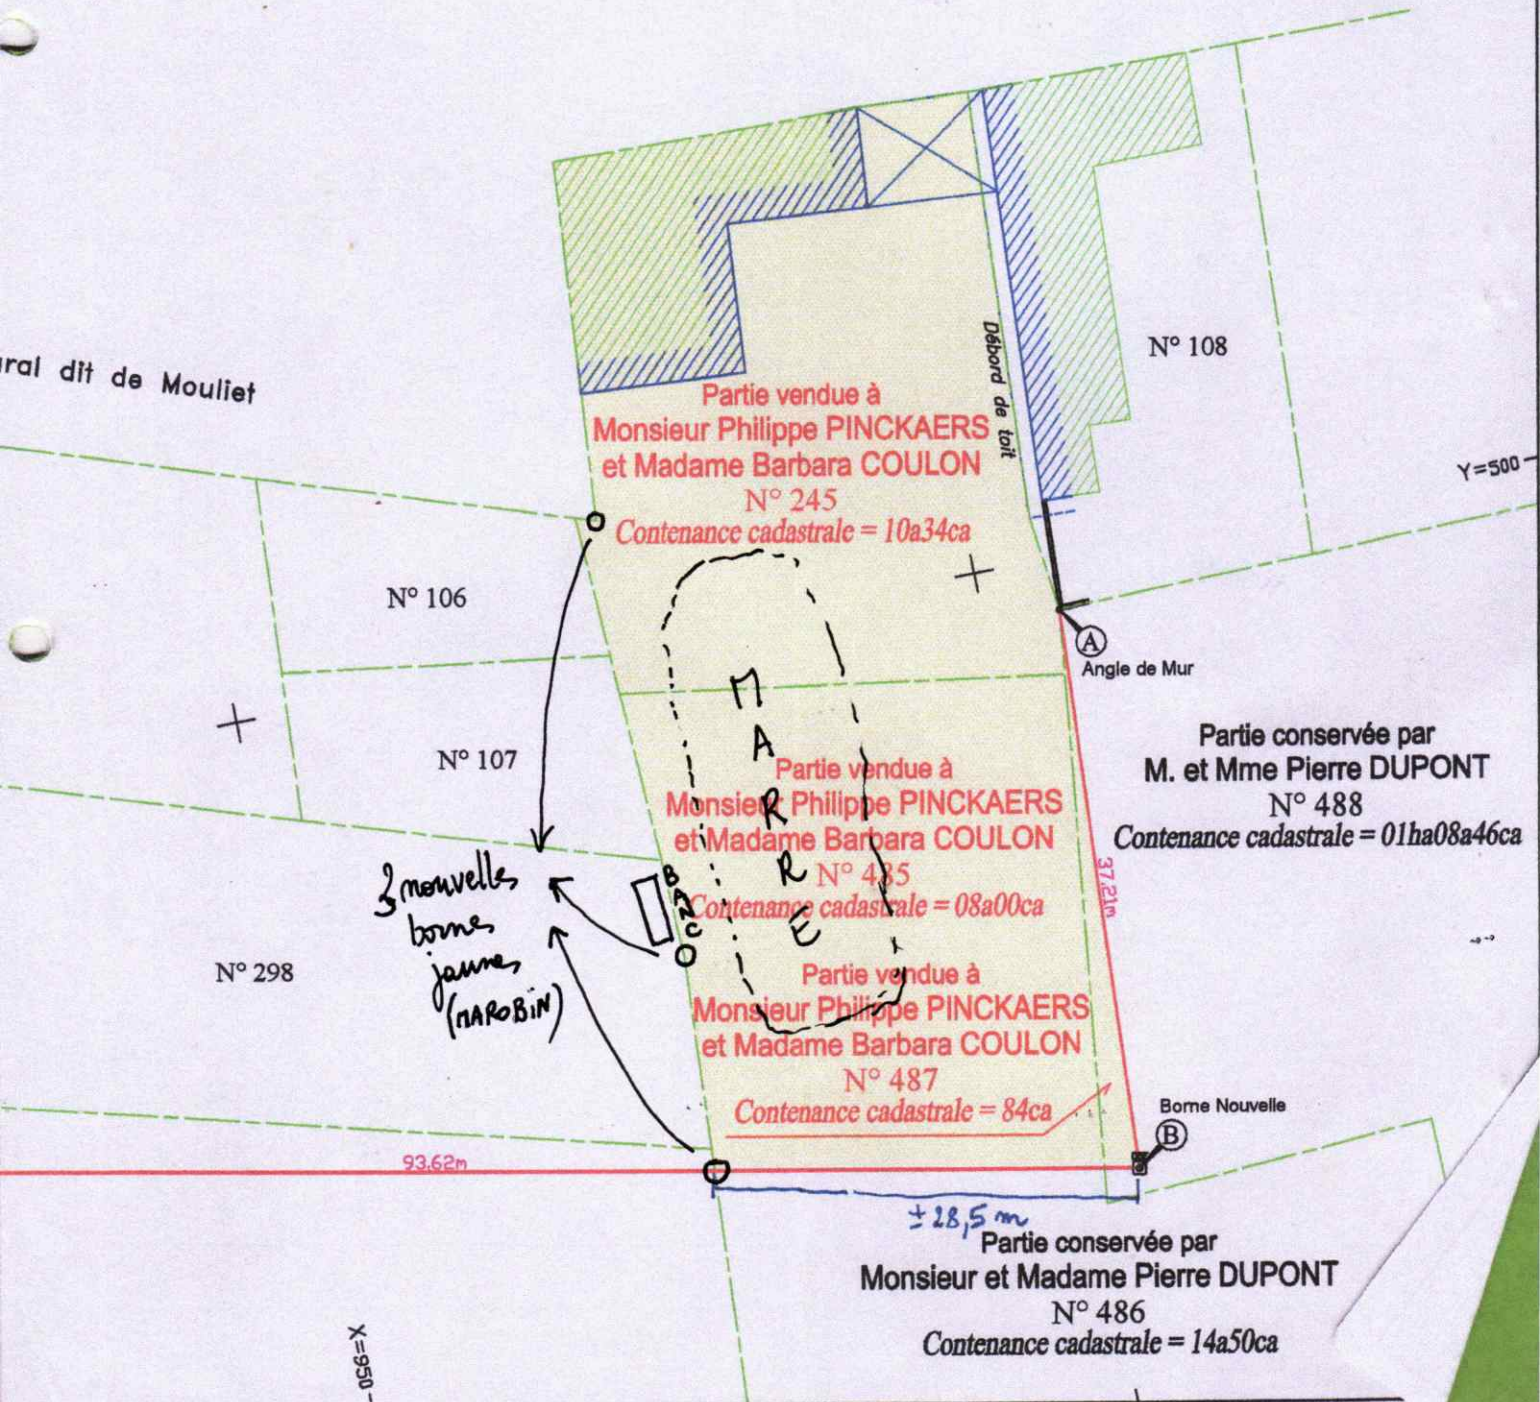 dit de Mouliet
N° 108
Débord de toit
Y=500
Partie vendue à
Monsieur Philippe PINCKAERS
et Madame Barbara COULON
N° 245
Contenance cadastrale = 10a34ca
N° 106
A
Angle de Mur
N° 107
MARRE
Partie conservée par
M. et Mme Pierre DUPONT
N° 488
Contenance cadastrale = 01ha08a46ca
Partie vendue à
Monsieur Philippe PINCKAERS
et Madame Barbara COULON
N° 485
Contenance cadastrale = 08a00ca
37.21m
BANC
3 nouvelles
bornes
jaunes
(MAROBIN)
N° 298
Partie vendue à
Monsieur Philippe PINCKAERS
et Madame Barbara COULON
N° 487
Contenance cadastrale = 84ca
Borne Nouvelle
B
93.62m
±28,5 m
Partie conservée par
Monsieur et Madame Pierre DUPONT
N° 486
Contenance cadastrale = 14a50ca
X=950